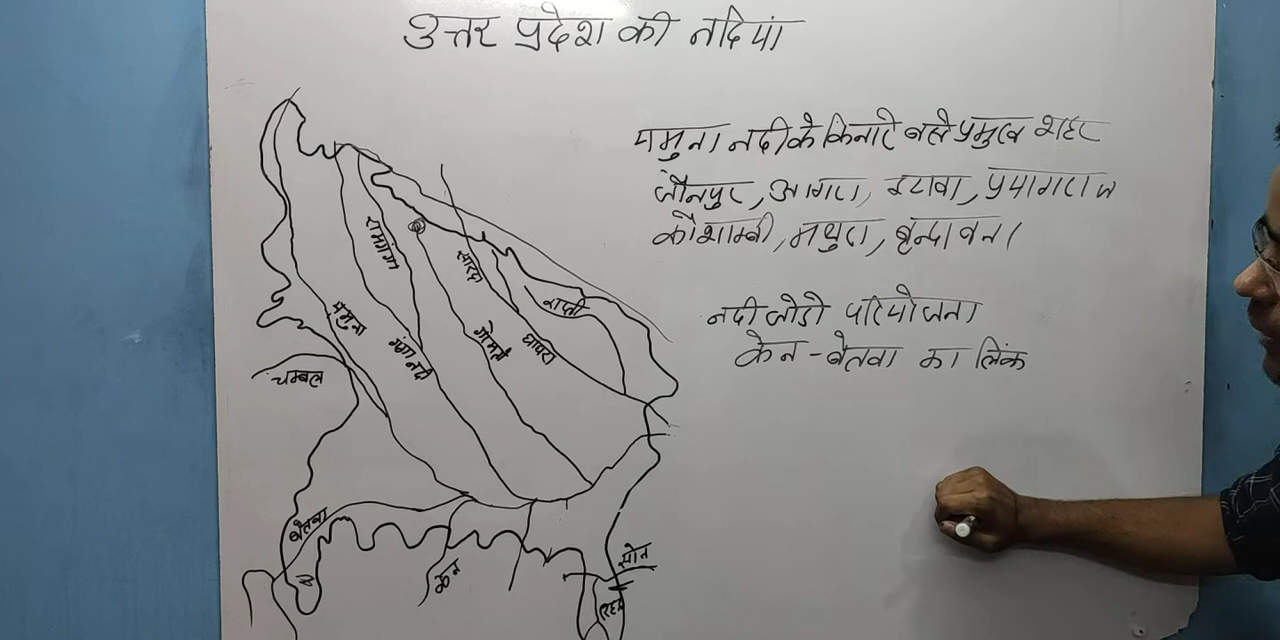 उत्तर प्रदेश की नदियां
यमुना नदी के किनारे बसे प्रमुख शहर
जौनपुर, आगरा, इटावा, प्रयागराज
कौशाम्बी, मथुरा, वृन्दावन।
नदी जोडो परियोजना
केन-बेतवा का लिंक
रामगंगा
सारदा
राप्ती
यमुना
गंगा नदी
गोमती
घाघरा
चम्बल
बेतवा
केन
सोन